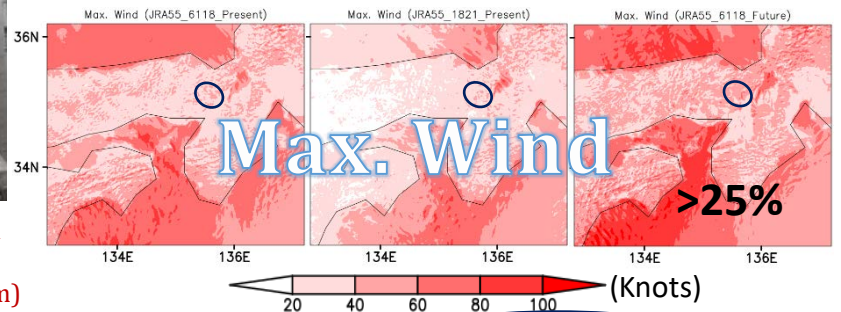 Max. Wind (JRA55_6118_Present)
Max. Wind (JRA55_1821_Present)
Max. Wind (JRA55_6118_Future)
36N
34N
Max. Wind
>25%
134E 136E 134E 136E 134E 136E
(Knots)
20 40 60 80 100